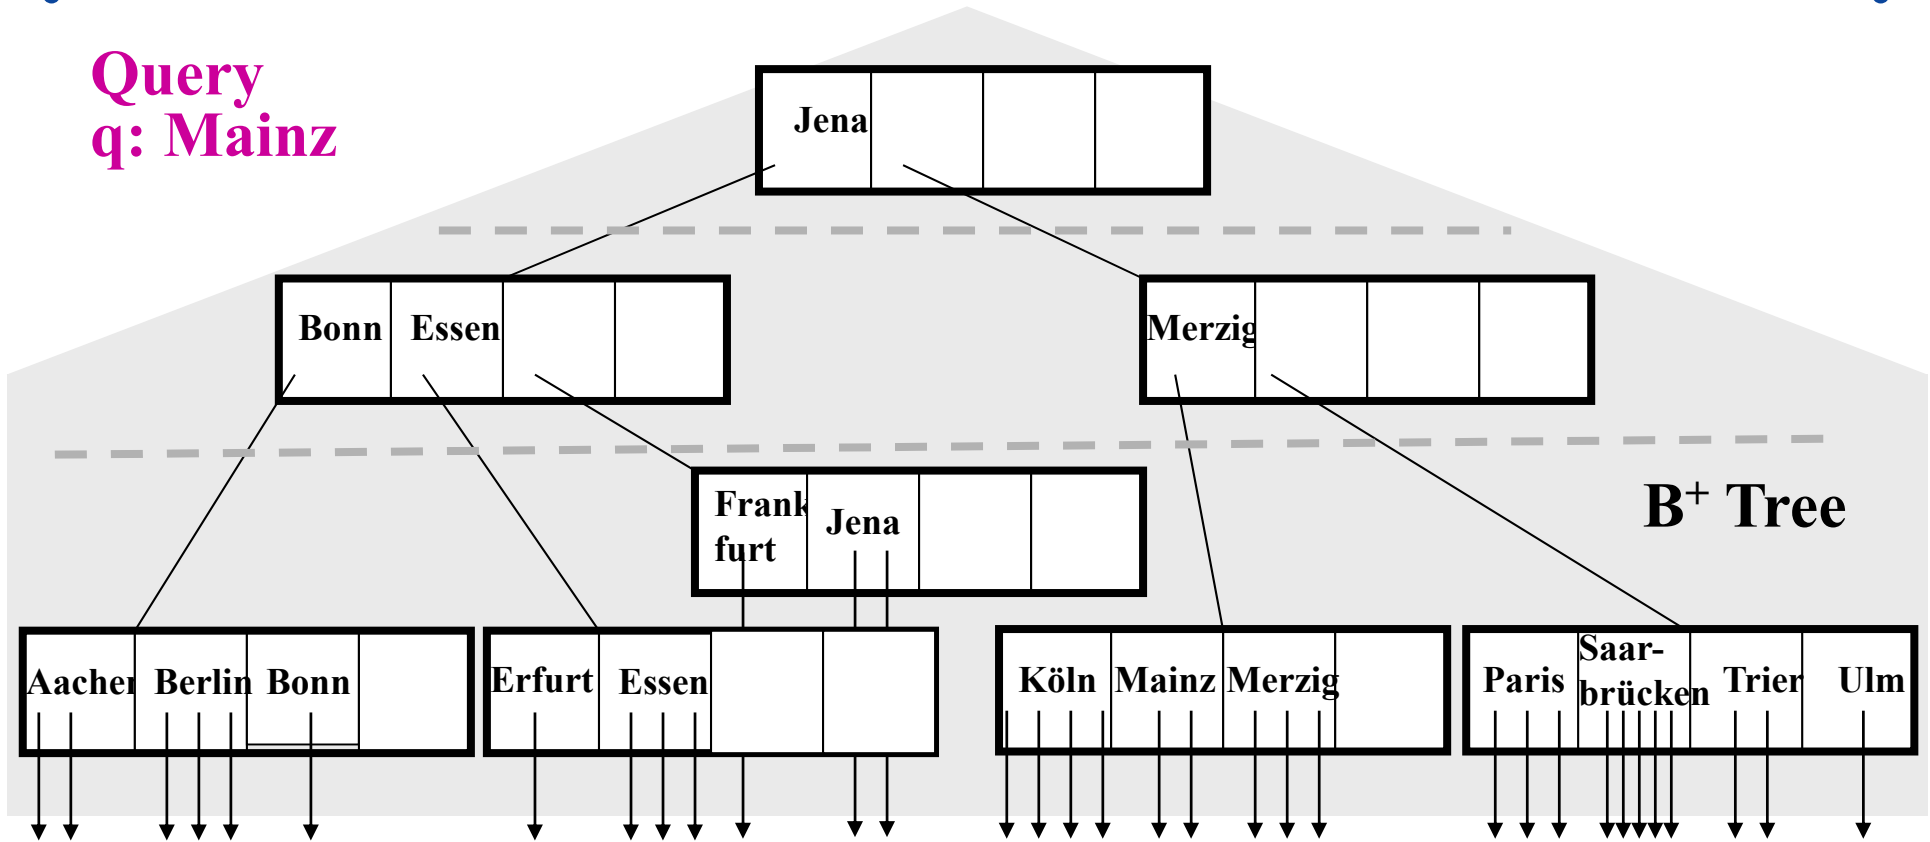 Query
q: Mainz
Jena
Bonn Essen
Merzig
Frank
furt
Jena
B+ Tree
Aachen Berlin Bonn
Erfurt Essen
Köln Mainz Merzig
Paris
Saar-
brücken
Trier Ulm